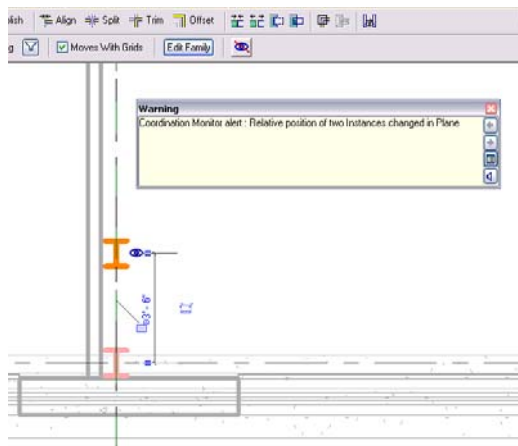 Align Split Trim Offset
Moves With Grids Edit Family
Warning
Coordination Monitor alert : Relative position of two Instances changed in Plane
3' - 6"